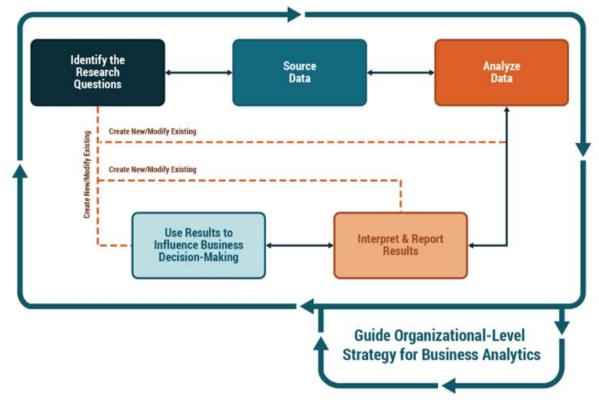 Identify the
Research
Questions
Source
Data
Analyze
Data
Create New/Modify Existing
Create New/Modify Existing
Create New/Modify Existing
Use Results to
Influence Business
Decision-Making
Interpret & Report
Results
Guide Organizational-Level
Strategy for Business Analytics